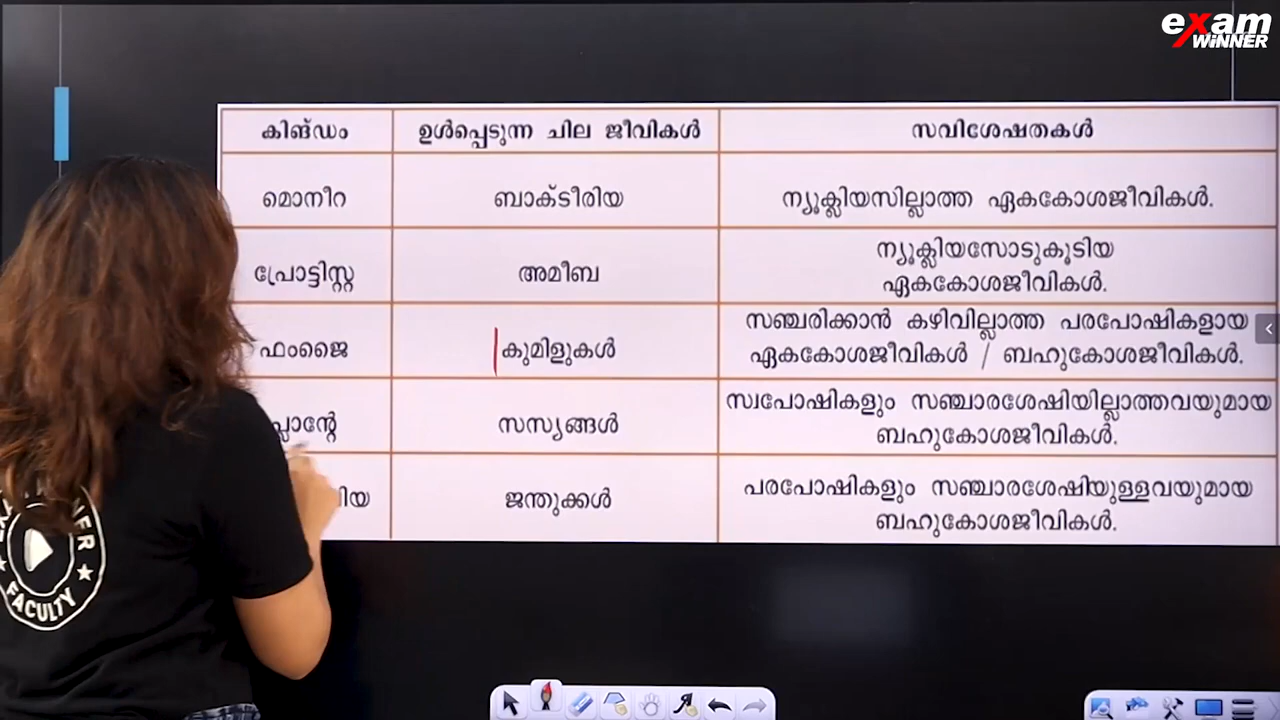 exam
WiNNER
കിങ്ഡം ഉൾപ്പെടുന്ന ചില ജീവികൾ സവിശേഷതകൾ
മൊനീറ ബാക്ടീരിയ ന്യൂക്ലിയസില്ലാത്ത ഏകകോശജീവികൾ.
പ്രോട്ടിസ്റ്റ അമീബ ന്യൂക്ലിയസോടുകൂടിയ
ഏകകോശജീവികൾ.
ഫംജൈ കുമിളുകൾ സഞ്ചരിക്കാൻ കഴിവില്ലാത്ത പരപോഷികളായ
ഏകകോശജീവികൾ / ബഹുകോശജീവികൾ.
സസ്യങ്ങൾ സ്വപോഷികളും സഞ്ചാരശേഷിയില്ലാത്തവയുമായ
ബഹുകോശജീവികൾ.
ജന്തുക്കൾ പരപോഷികളും സഞ്ചാരശേഷിയുള്ളവയുമായ
ബഹുകോശജീവികൾ.
FACULTY